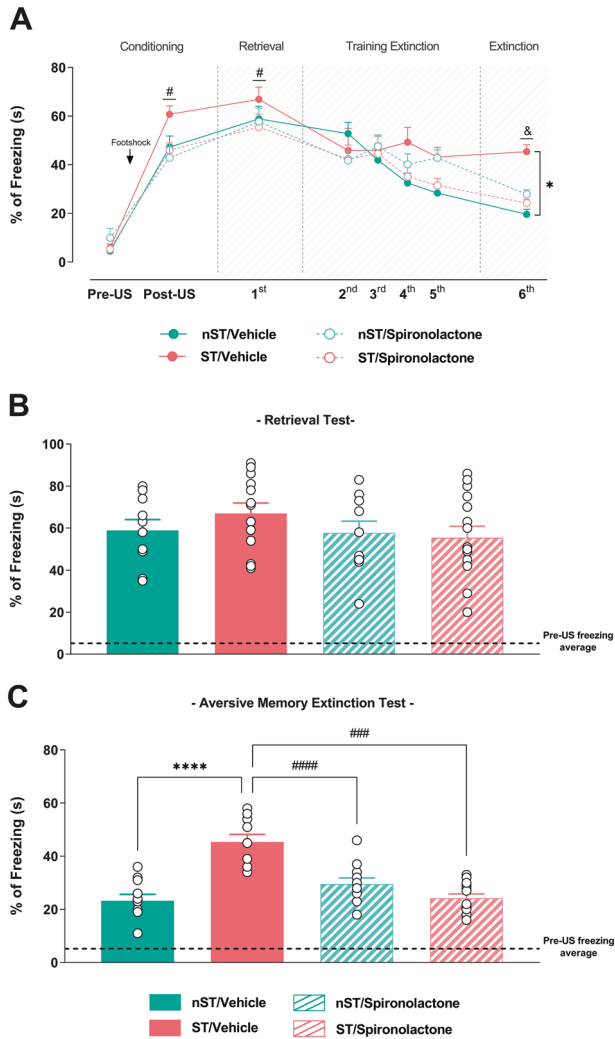 A
Conditioning Retrieval Training Extinction Extinction
% of Freezing (s)
80
60
40
20
0
#
#
&
*
Footshock
Pre-US Post-US 1st 2nd 3rd 4th 5th 6th
nST/Vehicle nST/Spironolactone
ST/Vehicle ST/Spironolactone
B
- Retrieval Test-
% of Freezing (s)
100
80
60
40
20
0
Pre-US freezing
average
C
- Aversive Memory Extinction Test -
% of Freezing (s)
80
60
40
20
0
###
**** ####
Pre-US freezing
average
nST/Vehicle nST/Spironolactone
ST/Vehicle ST/Spironolactone